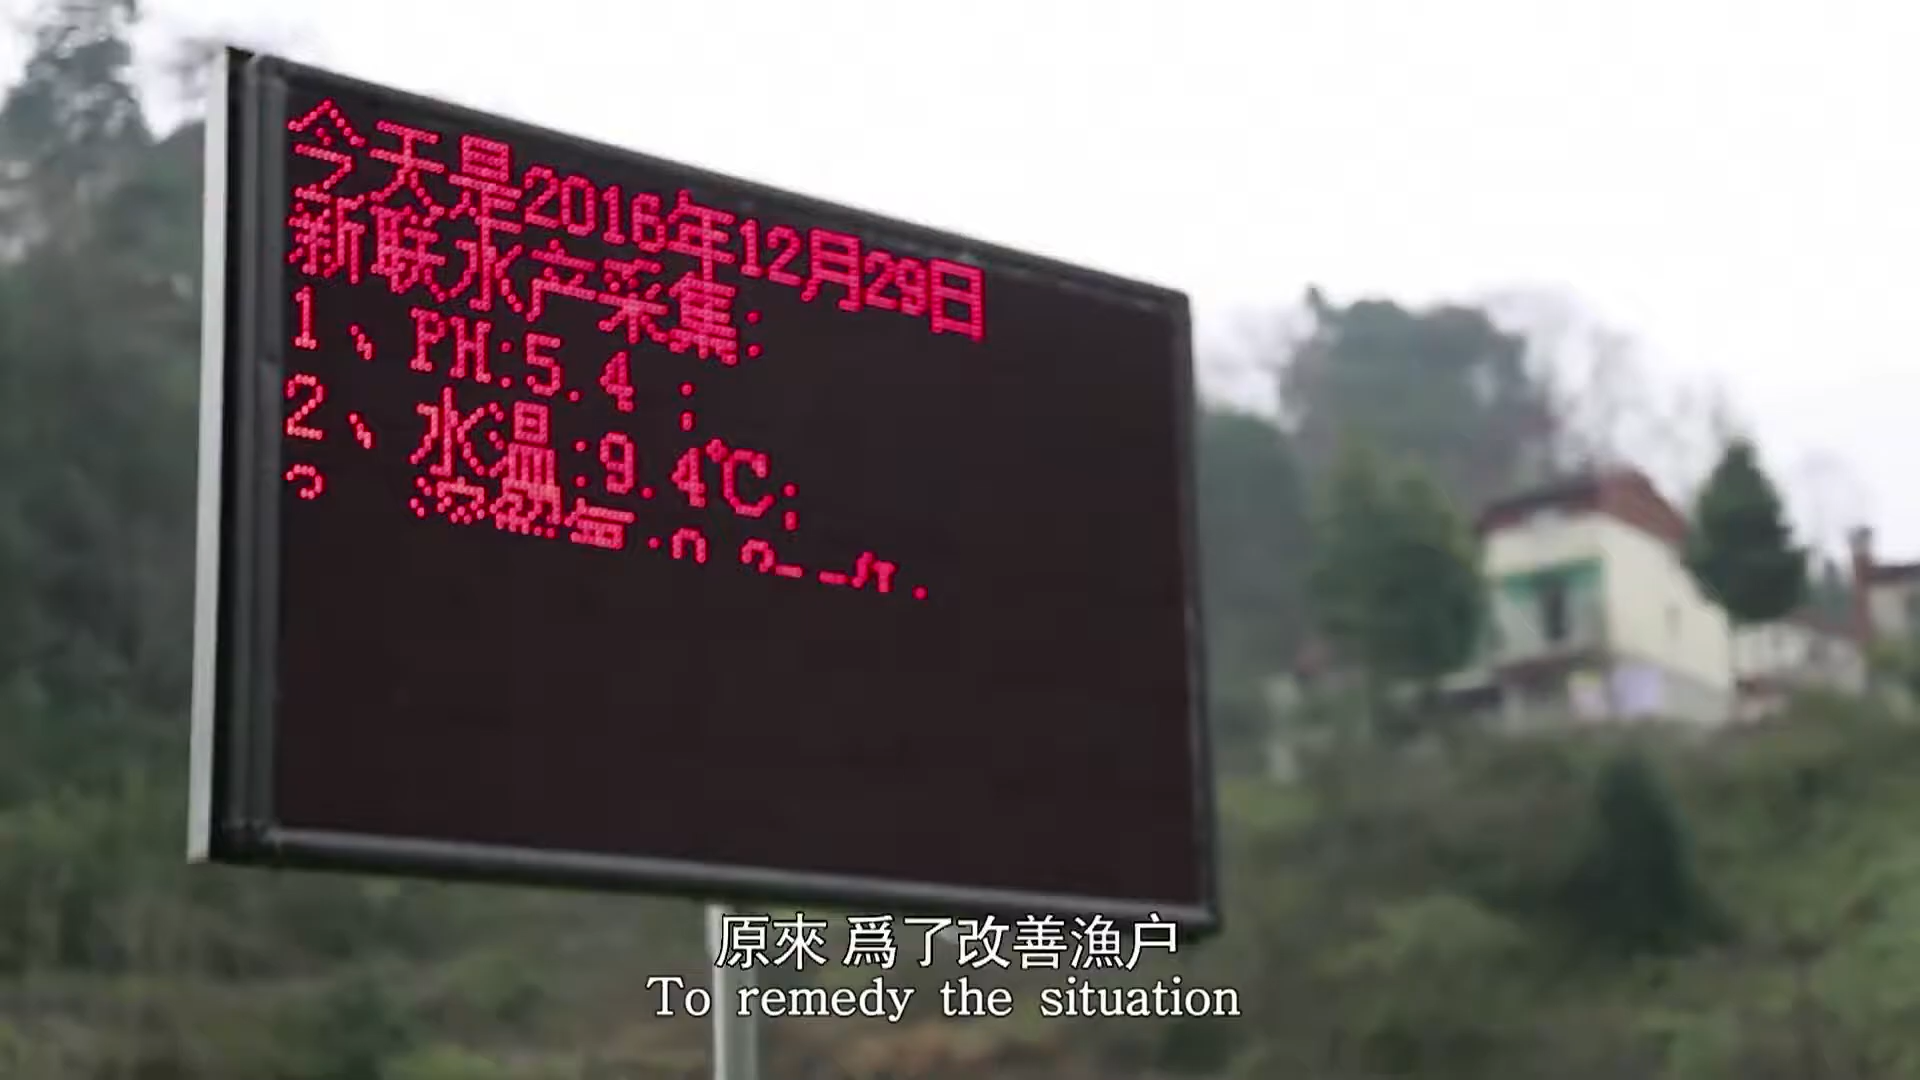 今天是2016年12月29日
新联水产采集:
1、PH:5.4 ;
2、水温:9.4℃;
原來 爲了改善漁户
To remedy the situation